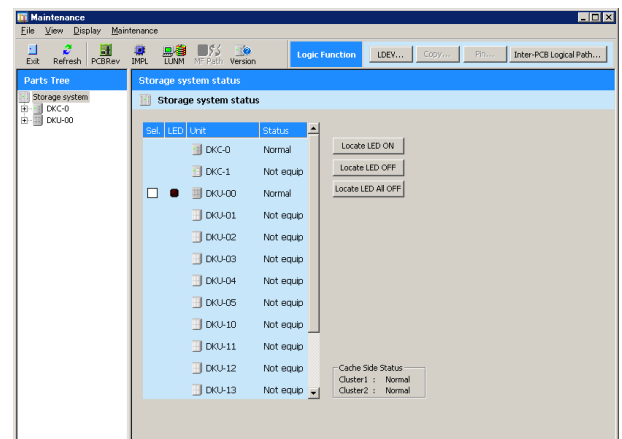 Maintenance
File View Display Maintenance
Exit Refresh PCBRev IMPL LUNM MF Path Version Logic Function LDEV... Copy... Pin... Inter-PCB Logical Path...
Parts Tree
Storage system
DKC-0
DKU-00
Storage system status
Storage system status
Sel. LED Unit Status
DKC-0 Normal
DKC-1 Not equip
DKU-00 Normal
DKU-01 Not equip
DKU-02 Not equip
DKU-03 Not equip
DKU-04 Not equip
DKU-05 Not equip
DKU-10 Not equip
DKU-11 Not equip
DKU-12 Not equip
DKU-13 Not equip
Locate LED ON
Locate LED OFF
Locate LED All OFF
Cache Side Status
Cluster1 : Normal
Cluster2 : Normal